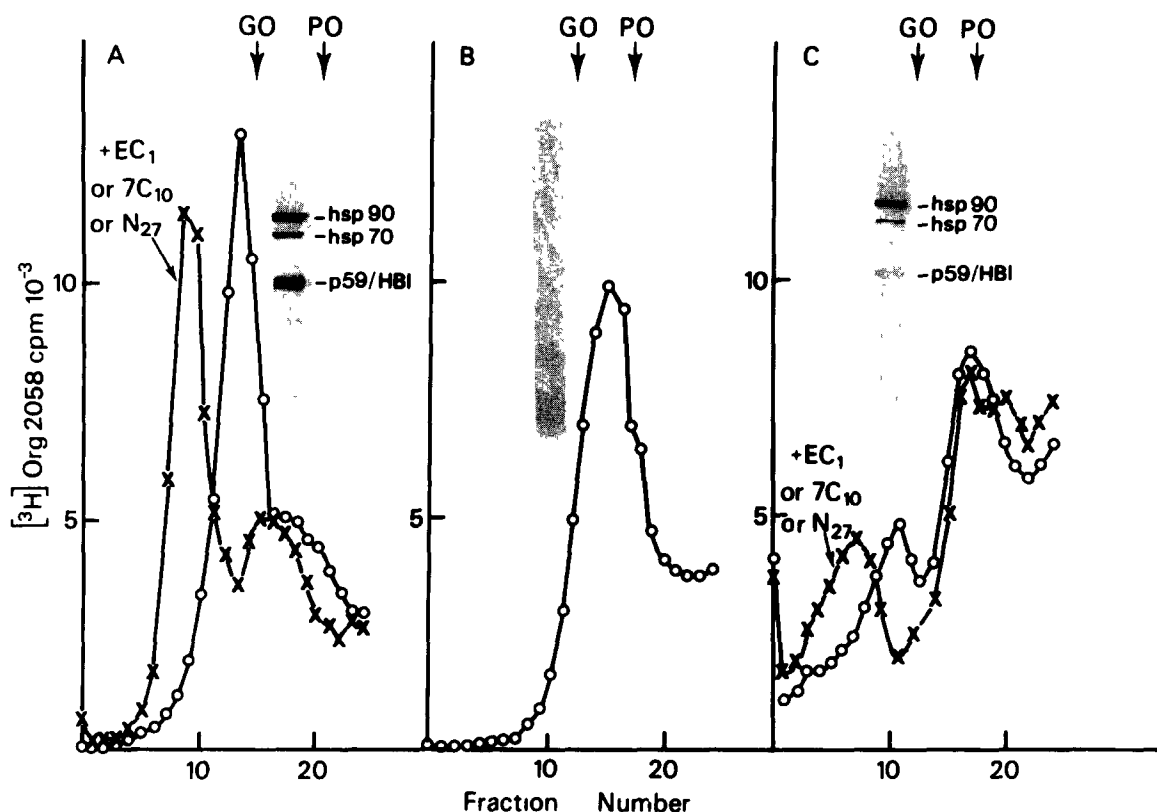 GO PO
GO PO
GO PO
A
B
C
+EC1
or 7C10
or N27
-hsp 90
-hsp 70
-p59/HBI
-hsp 90
-hsp 70
-p59/HBI
+EC1
or 7C10
or N27
[3H] Org 2058 cpm 10-3
10
5
5
10
5
10 20
10 20
10 20
Fraction Number